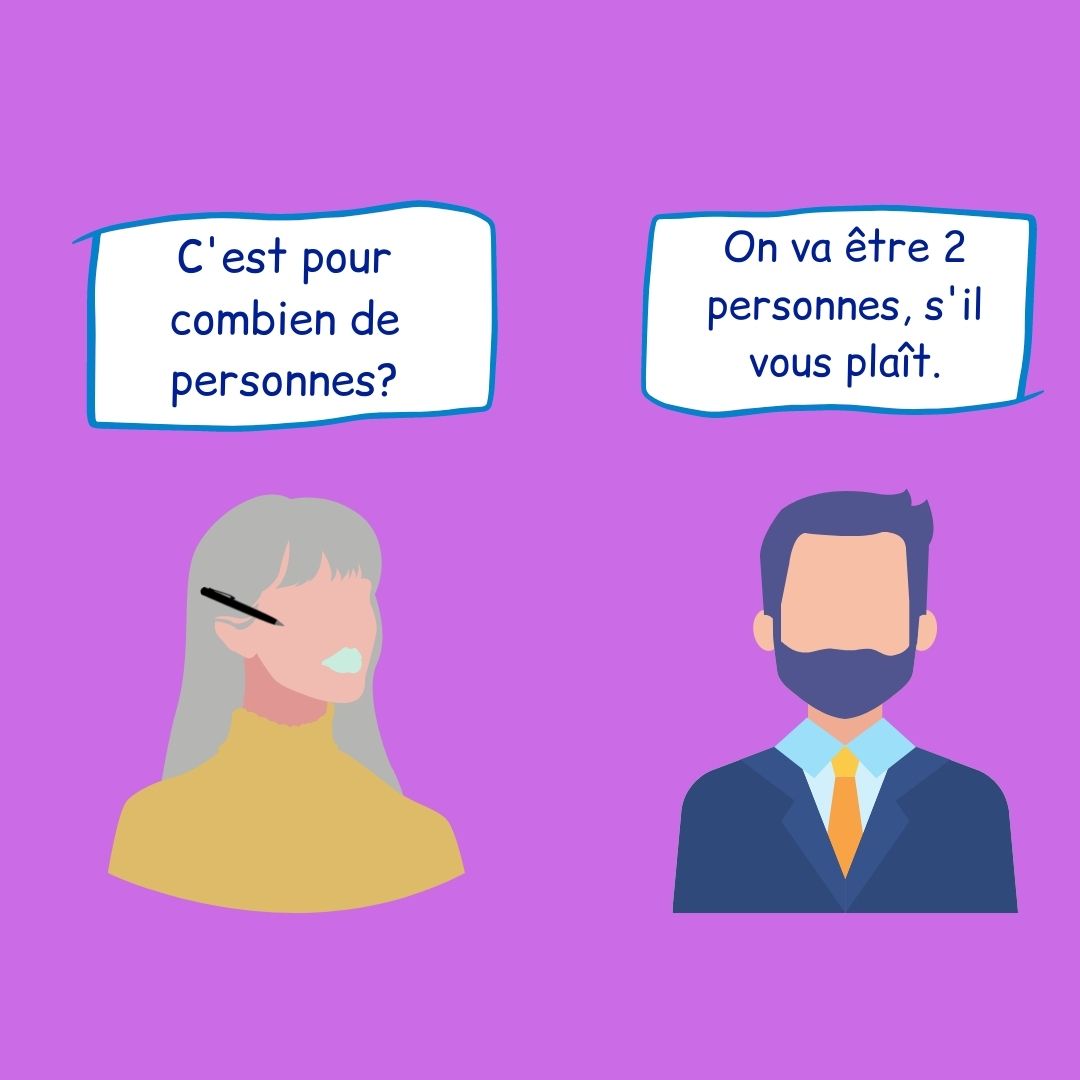 C'est pour
combien de
personnes?
On va être 2
personnes, s'il
vous plaît.